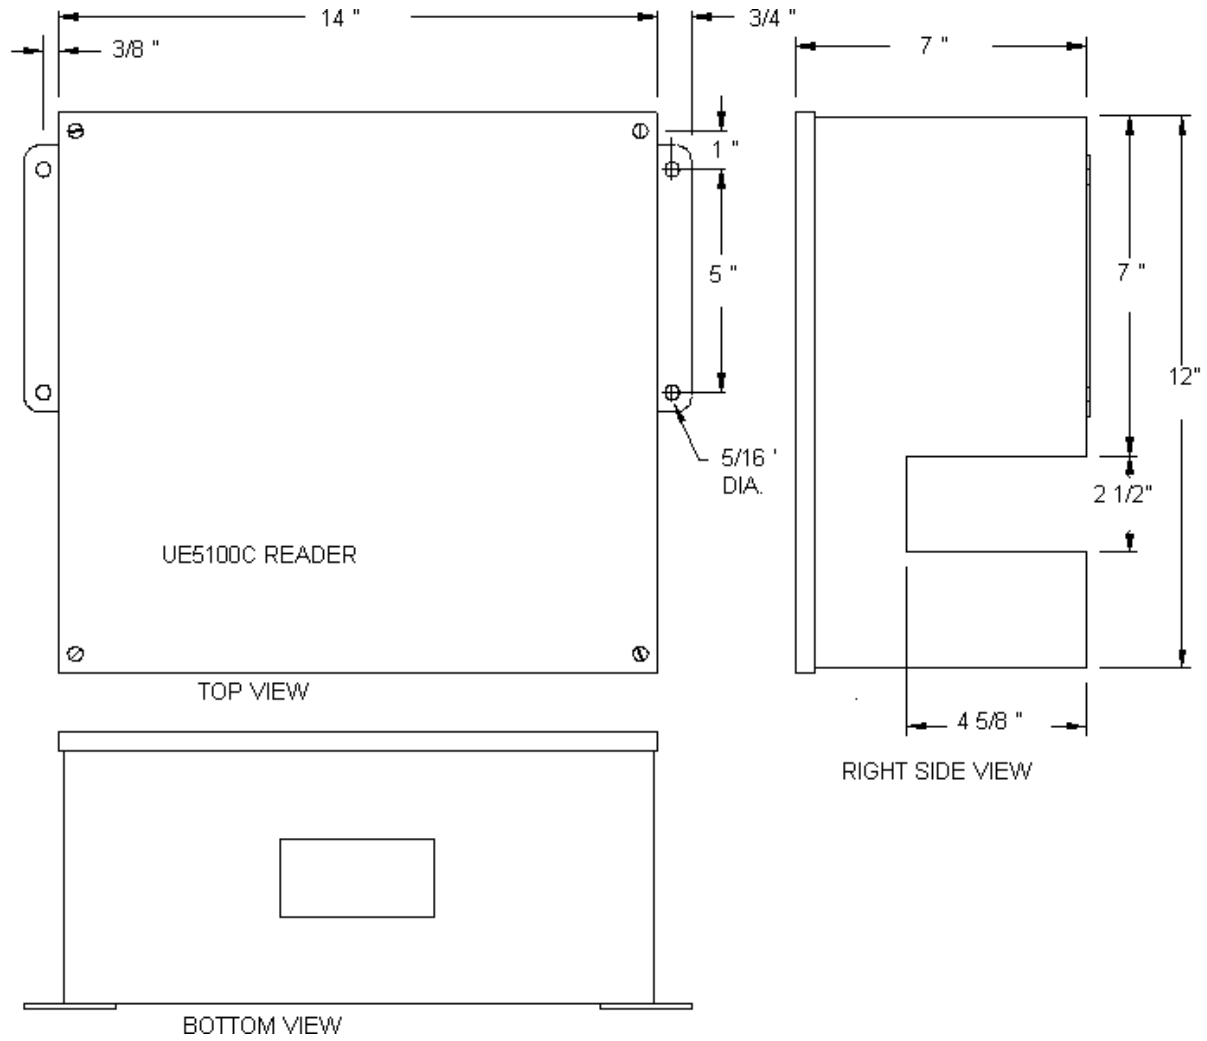 14 "
3/4 "
3/8 "
7 "
1 "
5 "
7 "
12"
5/16 '
DIA.
2 1/2"
UE5100C READER
TOP VIEW
4 5/8 "
RIGHT SIDE VIEW
BOTTOM VIEW